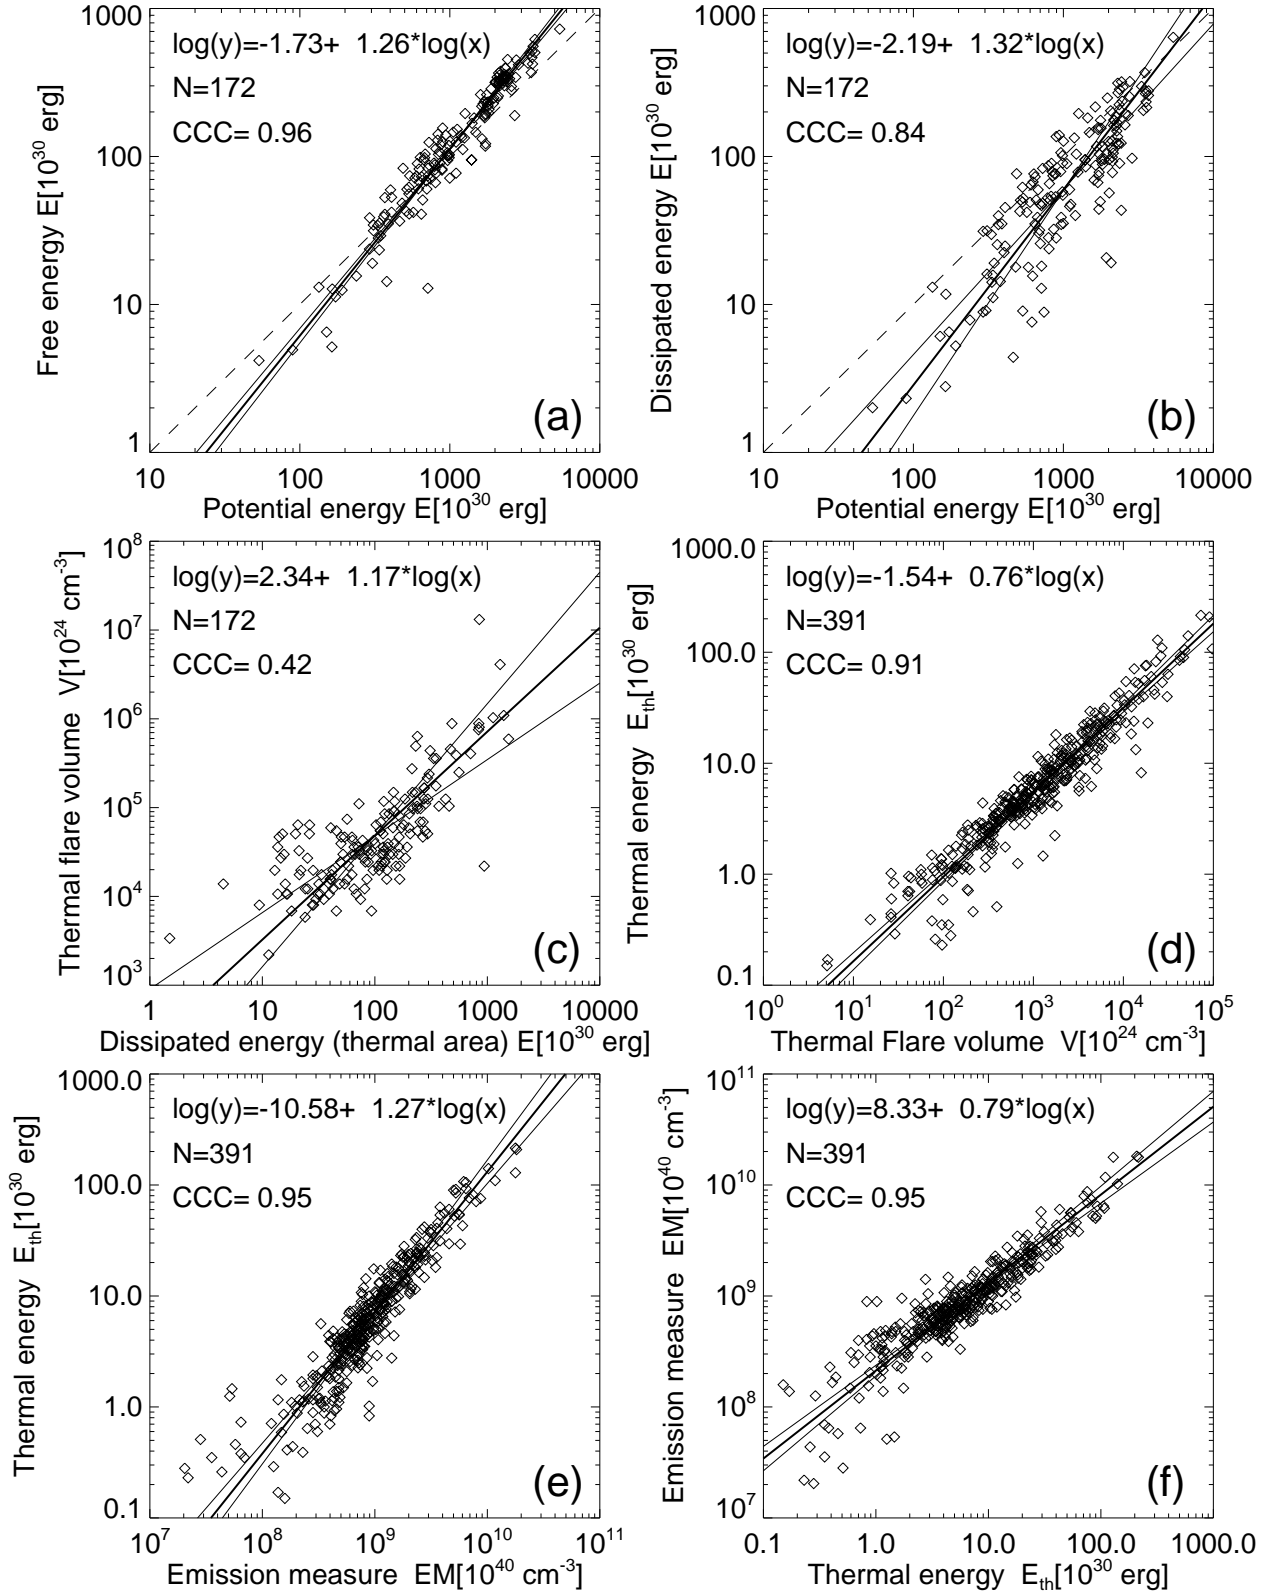 log(y)=-1.73+ 1.26*log(x)
N=172
CCC= 0.96
(a)
1000
100
10
1
10 100 1000 10000
Free energy E[10^30 erg]
Potential energy E[10^30 erg]
log(y)=-2.19+ 1.32*log(x)
N=172
CCC= 0.84
(b)
1000
100
10
1
10 100 1000 10000
Dissipated energy E[10^30 erg]
Potential energy E[10^30 erg]
log(y)=2.34+ 1.17*log(x)
N=172
CCC= 0.42
(c)
10^8
10^7
10^6
10^5
10^4
10^3
1 10 100 1000 10000
Thermal flare volume V[10^24 cm^-3]
Dissipated energy (thermal area) E[10^30 erg]
log(y)=-1.54+ 0.76*log(x)
N=391
CCC= 0.91
(d)
1000.0
100.0
10.0
1.0
0.1
10^0 10^1 10^2 10^3 10^4 10^5
Thermal energy E_th[10^30 erg]
Thermal Flare volume V[10^24 cm^-3]
log(y)=-10.58+ 1.27*log(x)
N=391
CCC= 0.95
(e)
1000.0
100.0
10.0
1.0
0.1
10^7 10^8 10^9 10^10 10^11
Thermal energy E_th[10^30 erg]
Emission measure EM[10^40 cm^-3]
log(y)=8.33+ 0.79*log(x)
N=391
CCC= 0.95
(f)
10^11
10^10
10^9
10^8
10^7
0.1 1.0 10.0 100.0 1000.0
Emission measure EM[10^40 cm^-3]
Thermal energy E_th[10^30 erg]